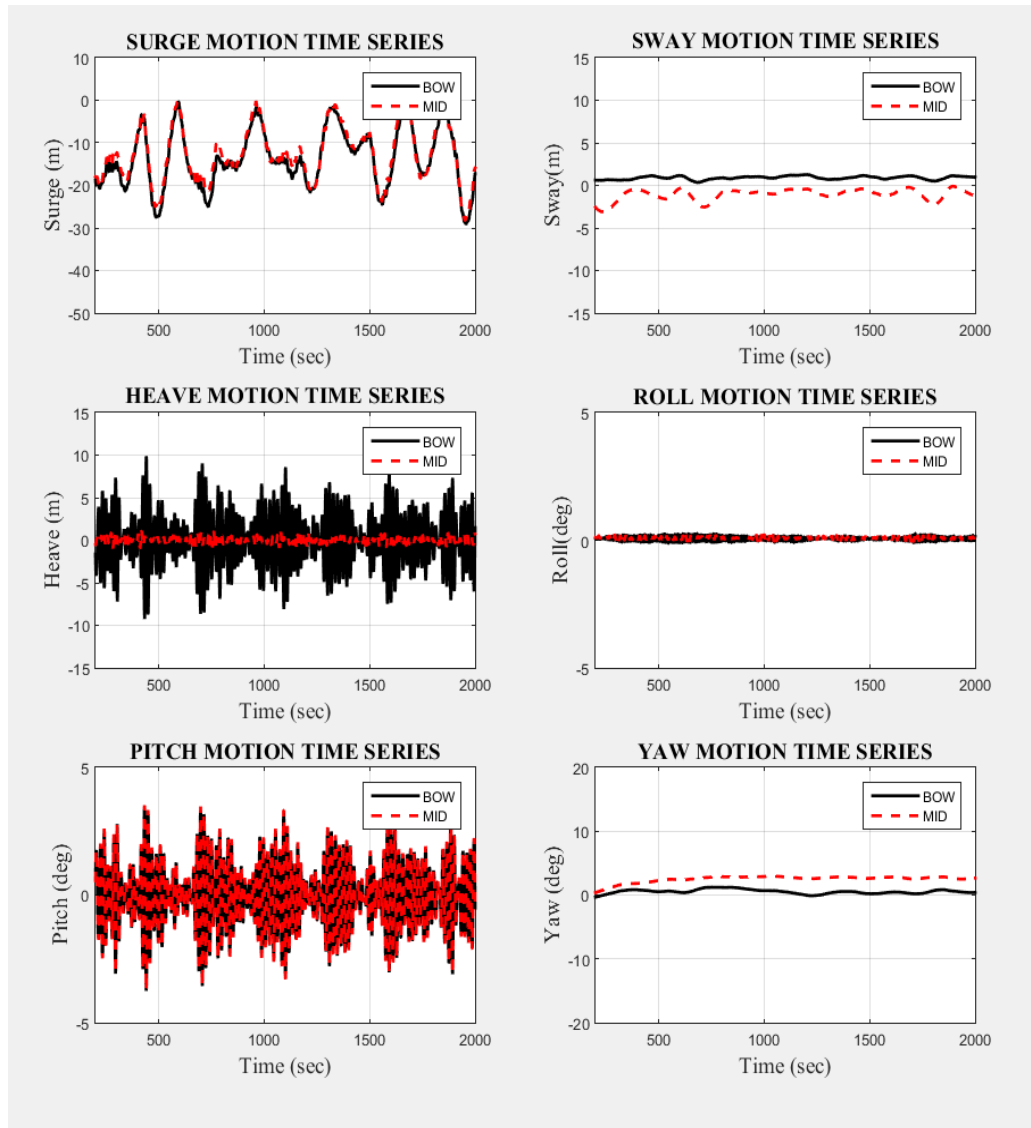 SURGE MOTION TIME SERIES
10
0
-10
-20
-30
-40
-50
Surge (m)
BOW
MID
500
1000
1500
2000
Time (sec)
SWAY MOTION TIME SERIES
15
10
5
0
-5
-10
-15
Sway(m)
BOW
MID
500
1000
1500
2000
Time (sec)
HEAVE MOTION TIME SERIES
15
10
5
0
-5
-10
-15
Heave (m)
BOW
MID
500
1000
1500
2000
Time (sec)
ROLL MOTION TIME SERIES
5
0
-5
Roll(deg)
BOW
MID
500
1000
1500
2000
Time (sec)
PITCH MOTION TIME SERIES
5
0
-5
Pitch (deg)
BOW
MID
500
1000
1500
2000
Time (sec)
YAW MOTION TIME SERIES
20
10
0
-10
-20
Yaw (deg)
BOW
MID
500
1000
1500
2000
Time (sec)